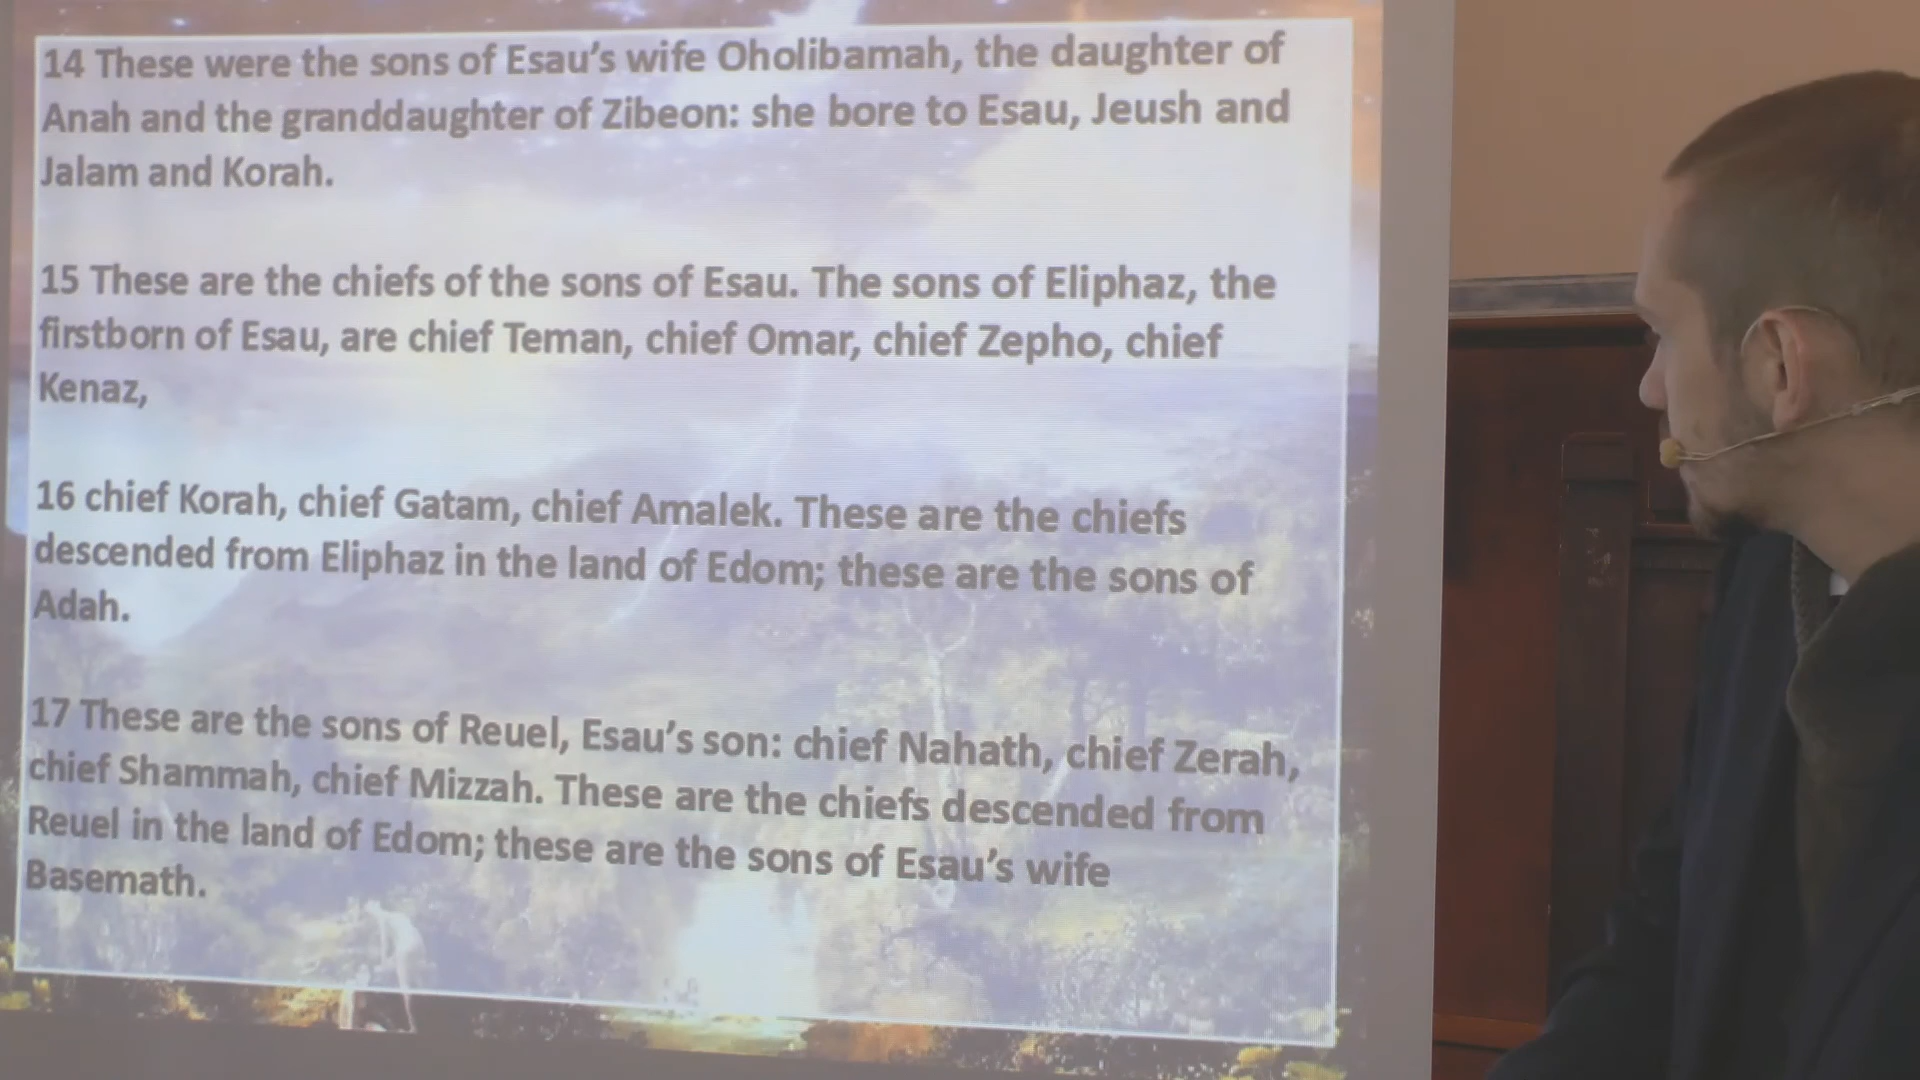 14 These were the sons of Esau’s wife Oholibamah, the daughter of
Anah and the granddaughter of Zibeon: she bore to Esau, Jeush and
Jalam and Korah.
15 These are the chiefs of the sons of Esau. The sons of Eliphaz, the
firstborn of Esau, are chief Teman, chief Omar, chief Zepho, chief
Kenaz,
16 chief Korah, chief Gatam, chief Amalek. These are the chiefs
descended from Eliphaz in the land of Edom; these are the sons of
Adah.
17 These are the sons of Reuel, Esau’s son: chief Nahath, chief Zerah,
chief Shammah, chief Mizzah. These are the chiefs descended from
Reuel in the land of Edom; these are the sons of Esau’s wife
Basemath.